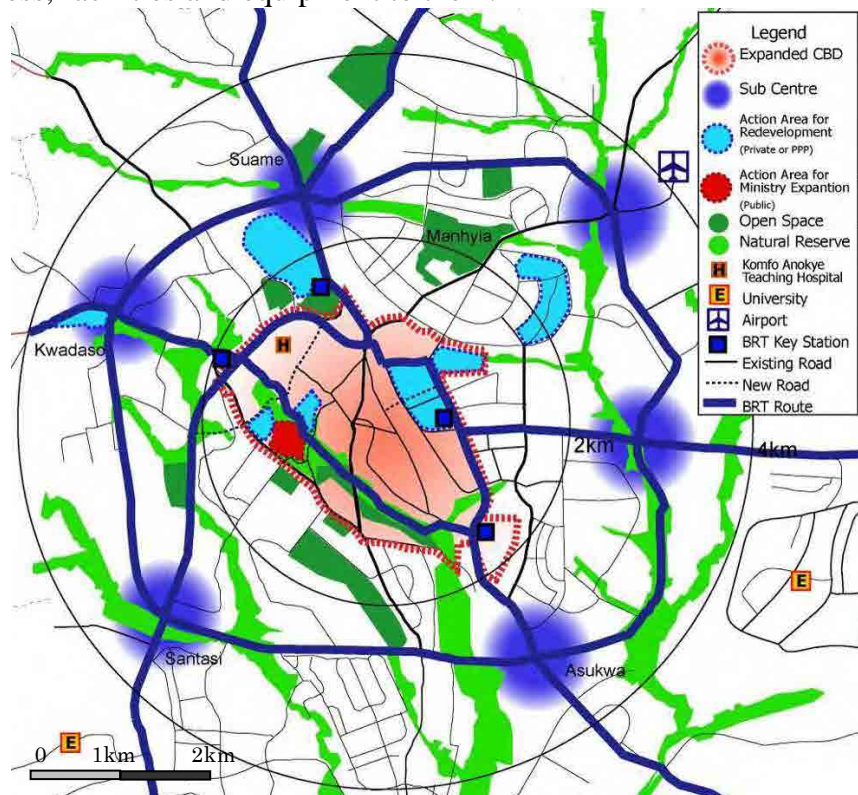 Legend
Expanded CBD
Sub Centre
Action Area for
Redevelopment
(Private or PPP)
Action Area for
Ministry Expantion
(Public)
Open Space
Natural Reserve
H
Komfo Anokye
Teaching Hospital
E
University
Airport
BRT Key Station
Existing Road
New Road
BRT Route
Suame
Manhyia
Kwadaso
H
2km
4km
E
Santasi
Asukwa
E
0 1km 2km